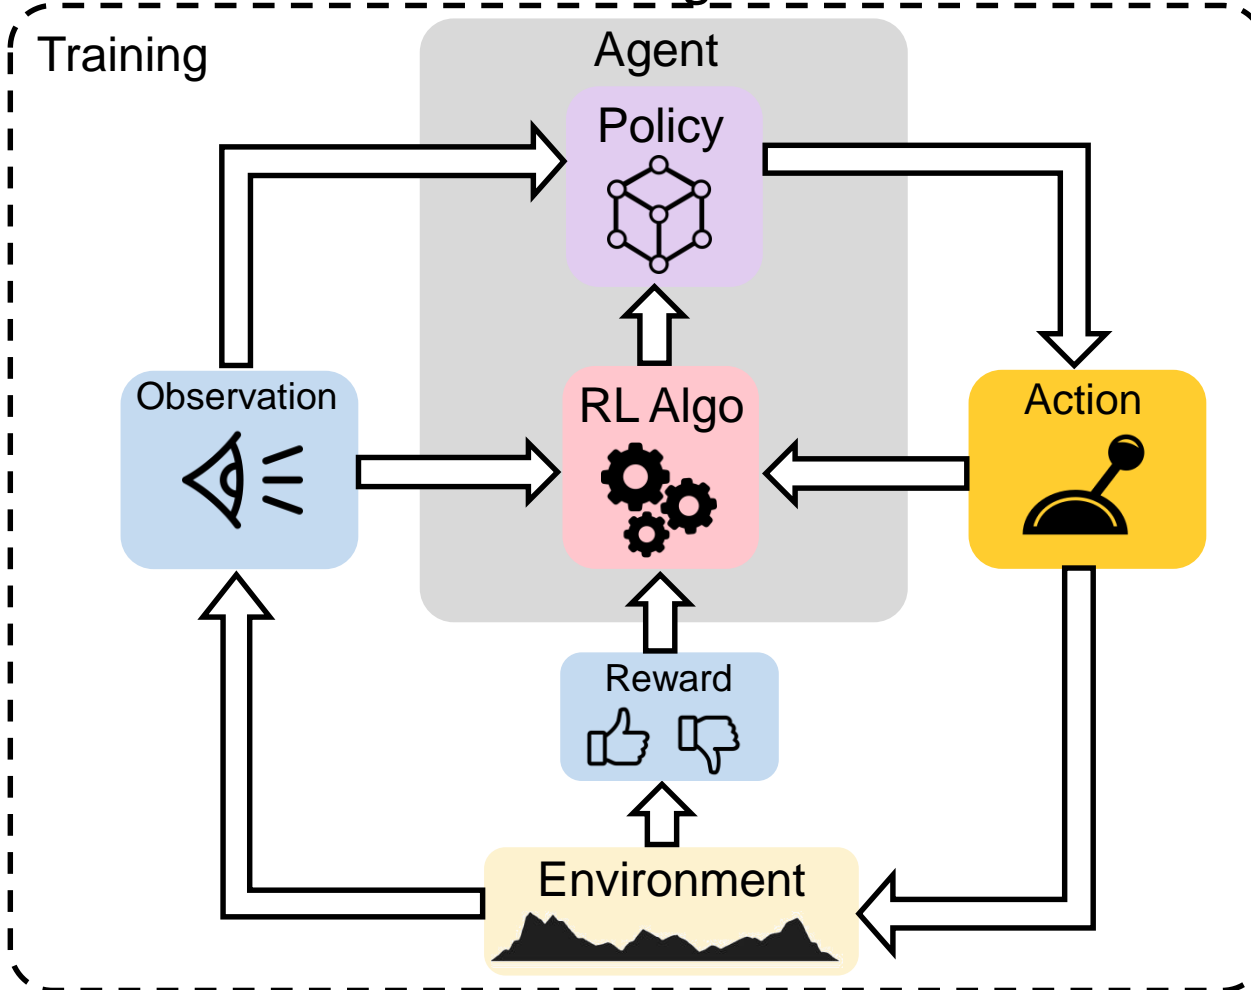 Training
Agent
Policy
Observation
RL Algo
Action
Reward
Environment